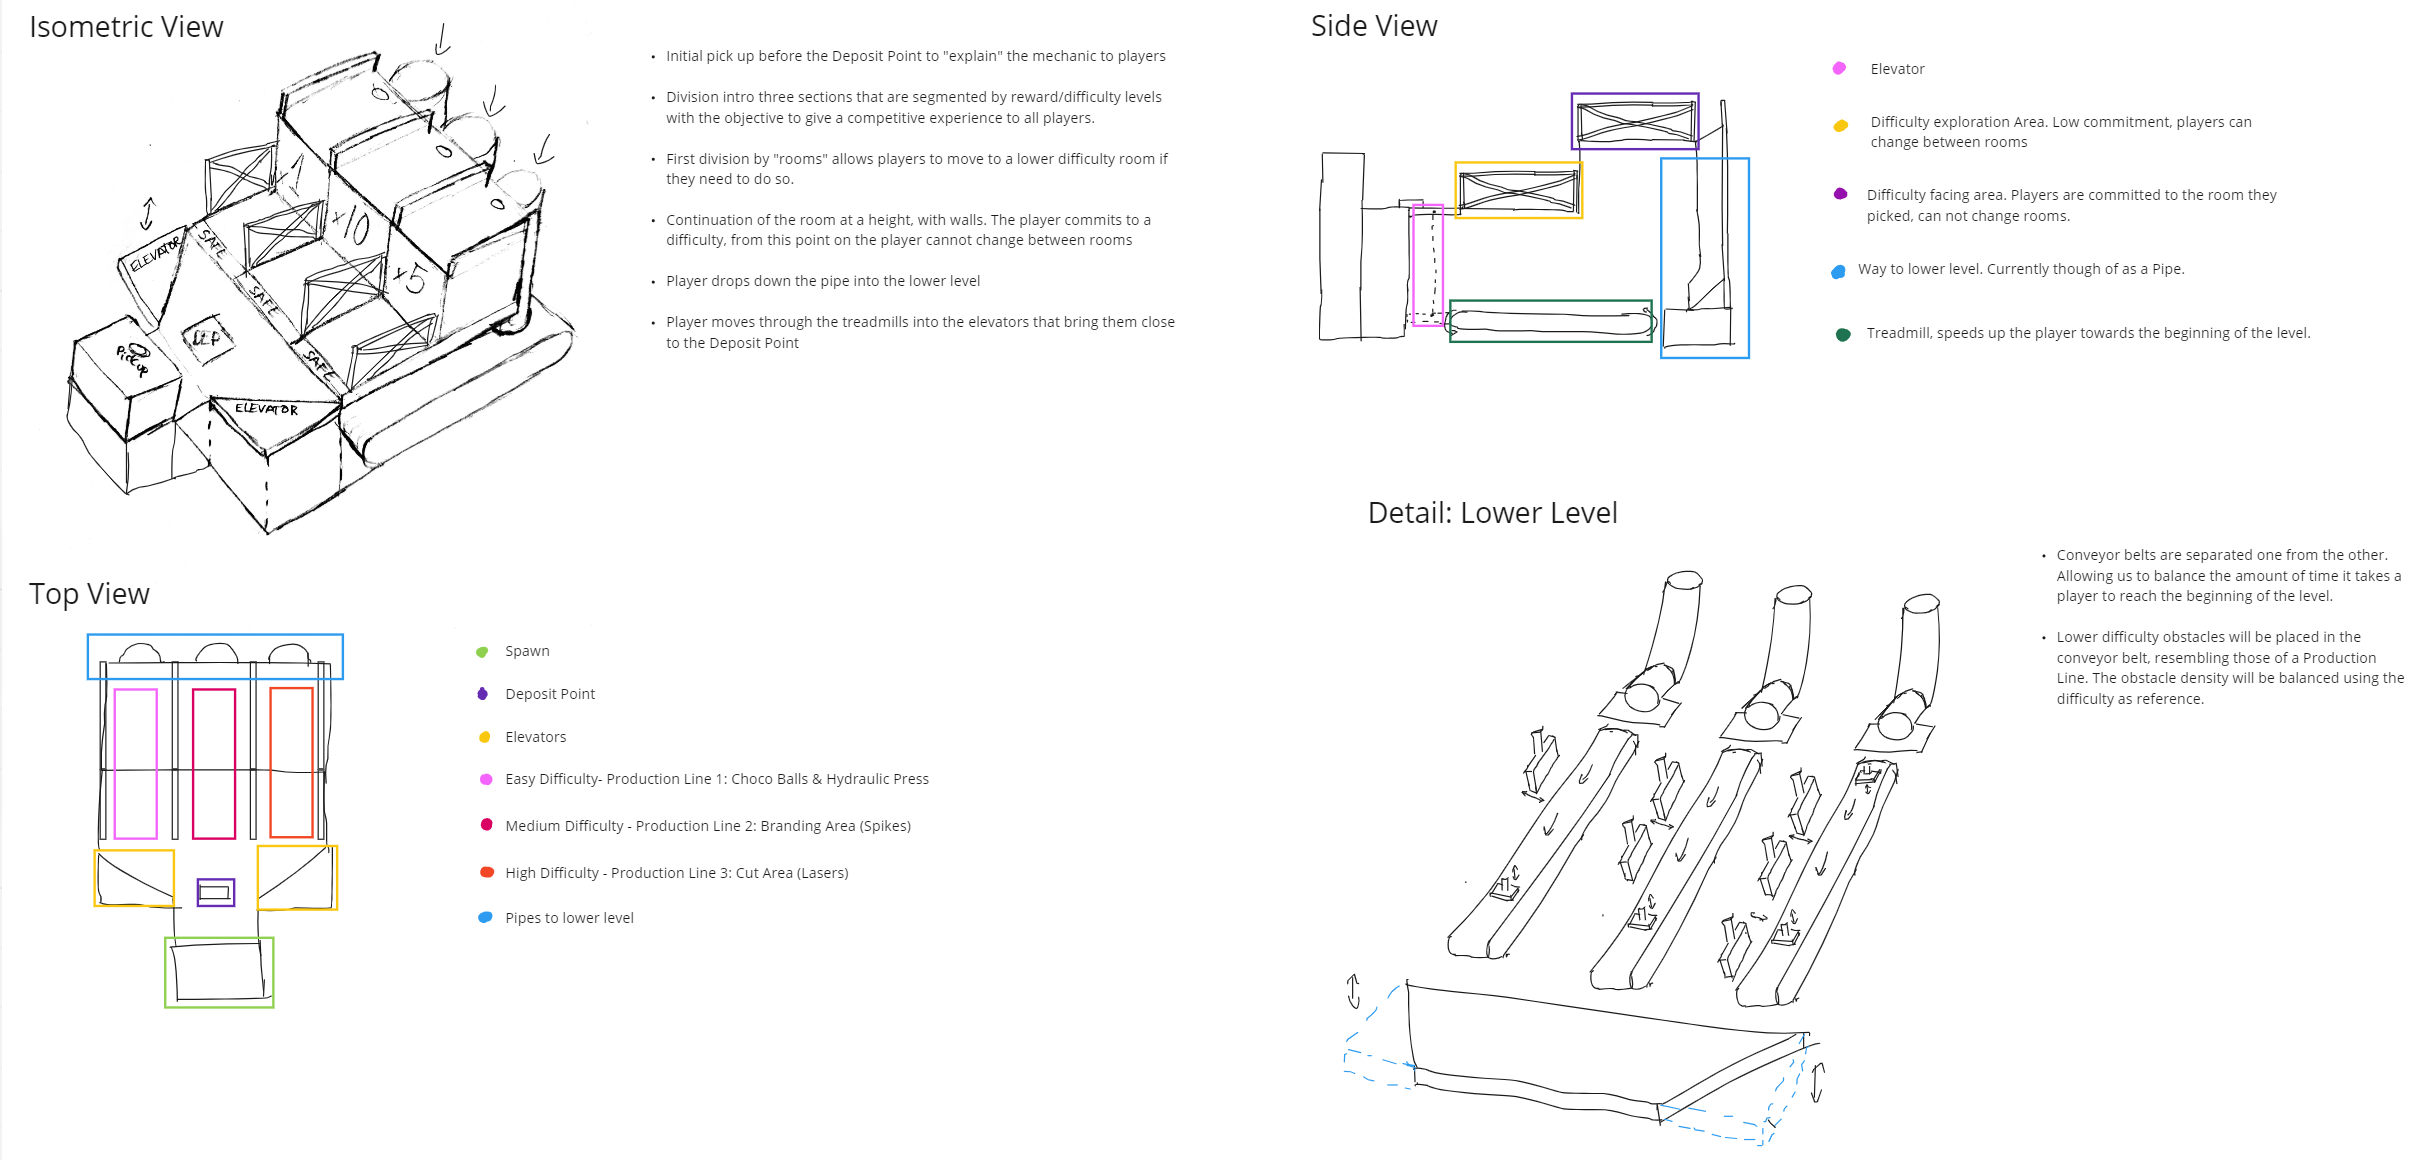 Isometric View
• Initial pick up before the Deposit Point to "explain" the mechanic to players
• Division intro three sections that are segmented by reward/difficulty levels
with the objective to give a competitive experience to all players.
• First division by "rooms" allows players to move to a lower difficulty room if
they need to do so.
• Continuation of the room at a height, with walls. The player commits to a
difficulty, from this point on the player cannot change between rooms
• Player drops down the pipe into the lower level
• Player moves through the treadmills into the elevators that bring them close
to the Deposit Point
x1
x10
x5
ELEVATOR
SAFE
SAFE
SAFE
DEP
PICK UP
ELEVATOR
Side View
Elevator
Difficulty exploration Area. Low commitment, players can
change between rooms
Difficulty facing area. Players are committed to the room they
picked, can not change rooms.
Way to lower level. Currently though of as a Pipe.
Treadmill, speeds up the player towards the beginning of the level.
Top View
Spawn
Deposit Point
Elevators
Easy Difficulty- Production Line 1: Choco Balls & Hydraulic Press
Medium Difficulty - Production Line 2: Branding Area (Spikes)
High Difficulty - Production Line 3: Cut Area (Lasers)
Pipes to lower level
Detail: Lower Level
• Conveyor belts are separated one from the other.
Allowing us to balance the amount of time it takes a
player to reach the beginning of the level.
• Lower difficulty obstacles will be placed in the
conveyor belt, resembling those of a Production
Line. The obstacle density will be balanced using the
difficulty as reference.